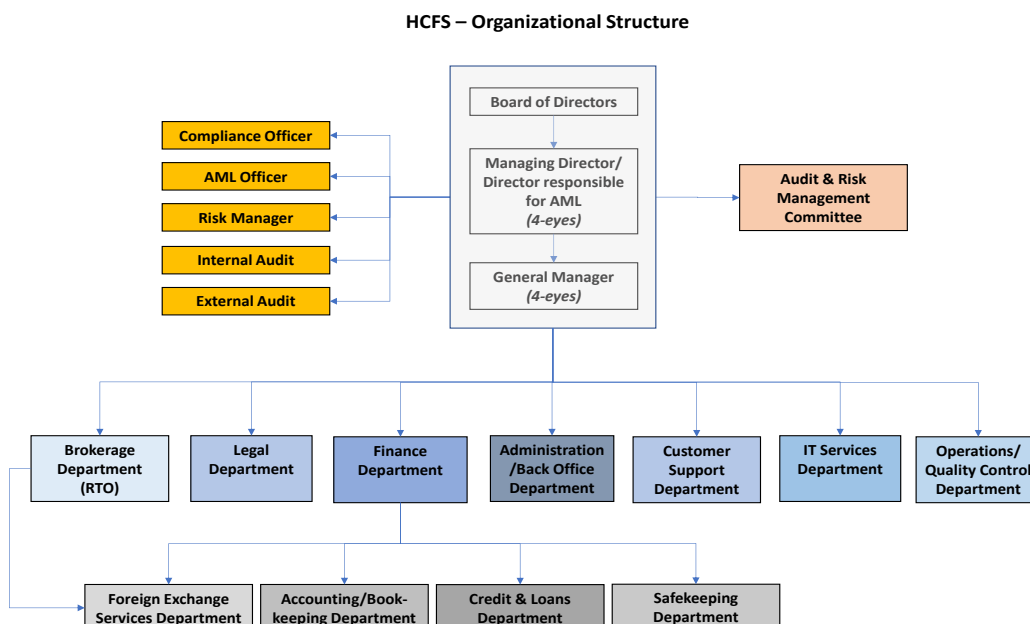 HCFS – Organizational Structure
Board of Directors
Managing Director/
Director responsible
for AML
(4-eyes)
General Manager
(4-eyes)
Compliance Officer
AML Officer
Risk Manager
Internal Audit
External Audit
Audit & Risk
Management
Committee
Brokerage
Department
(RTO)
Legal
Department
Finance
Department
Administration
/Back Office
Department
Customer
Support
Department
IT Services
Department
Operations/
Quality Control
Department
Foreign Exchange
Services Department
Accounting/Book-
keeping Department
Credit & Loans
Department
Safekeeping
Department